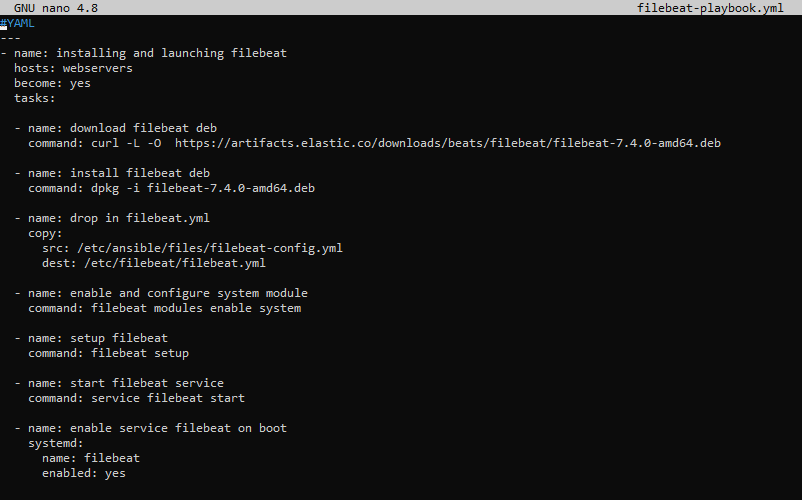 GNU nano 4.8 filebeat-playbook.yml
#YAML
---
- name: installing and launching filebeat
  hosts: webservers
  become: yes
  tasks:

  - name: download filebeat deb
    command: curl -L -O  https://artifacts.elastic.co/downloads/beats/filebeat/filebeat-7.4.0-amd64.deb

  - name: install filebeat deb
    command: dpkg -i filebeat-7.4.0-amd64.deb

  - name: drop in filebeat.yml
    copy:
      src: /etc/ansible/files/filebeat-config.yml
      dest: /etc/filebeat/filebeat.yml

  - name: enable and configure system module
    command: filebeat modules enable system

  - name: setup filebeat
    command: filebeat setup

  - name: start filebeat service
    command: service filebeat start

  - name: enable service filebeat on boot
    systemd:
      name: filebeat
      enabled: yes